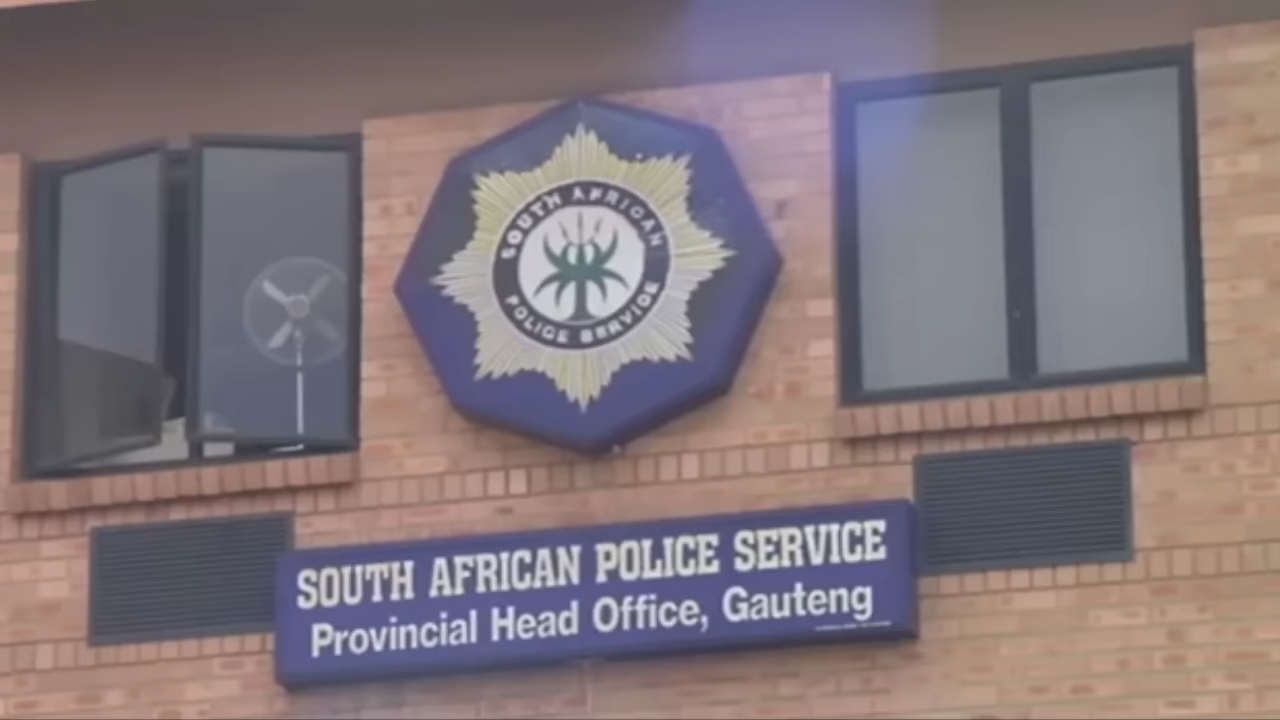 SOUTH AFRICAN
POLICE SERVICE
SOUTH AFRICAN POLICE SERVICE
Provincial Head Office, Gauteng